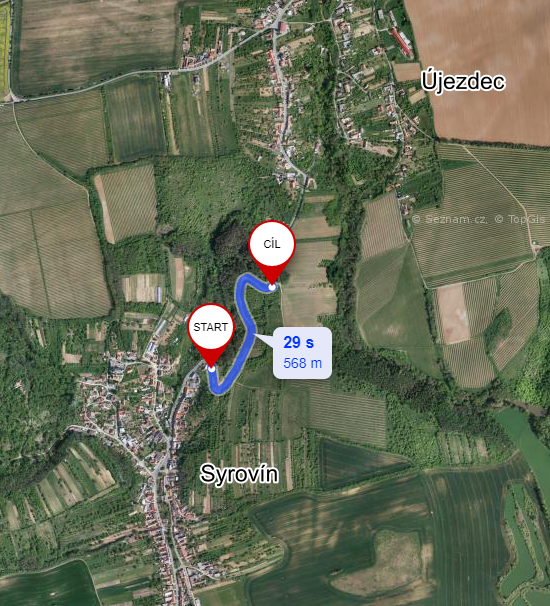 Újezdec
© Seznam.cz, © TopGis
CÍL
START
29 s
568 m
Syrovín